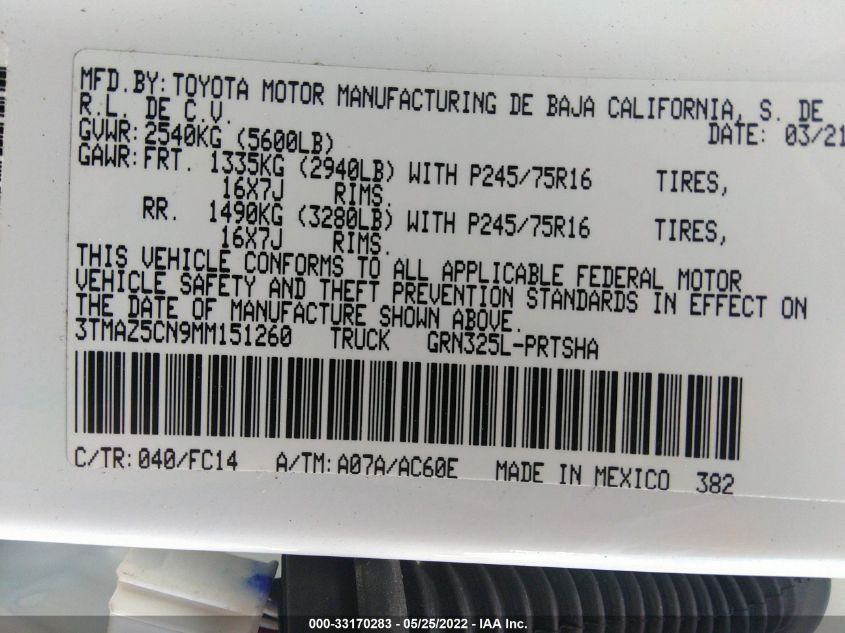 MFD.BY: TOYOTA MOTOR MANUFACTURING DE BAJA CALIFORNIA, S. DE
R.L. DE C.V. DATE: 03/21
GVWR: 2540KG (5600LB)
GAWR: FRT. 1335KG (2940LB) WITH P245/75R16 TIRES,
16X7J RIMS.
RR. 1490KG (3280LB) WITH P245/75R16 TIRES,
16X7J RIMS.
THIS VEHICLE CONFORMS TO ALL APPLICABLE FEDERAL MOTOR
VEHICLE SAFETY AND THEFT PREVENTION STANDARDS IN EFFECT ON
THE DATE OF MANUFACTURE SHOWN ABOVE.
3TMAZ5CN9MM151260 TRUCK GRN325L-PRTSHA
C/TR: 040/FC14 A/TM: A07A/AC60E MADE IN MEXICO 382
000-33170283 - 05/25/2022 - IAA Inc.